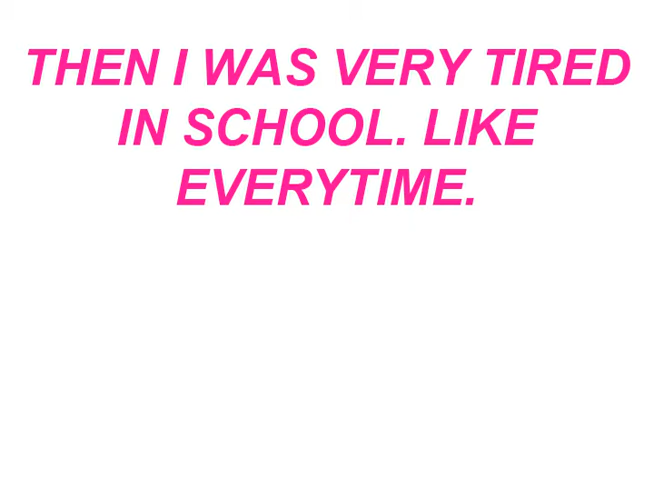 THEN I WAS VERY TIRED
IN SCHOOL. LIKE
EVERYTIME.